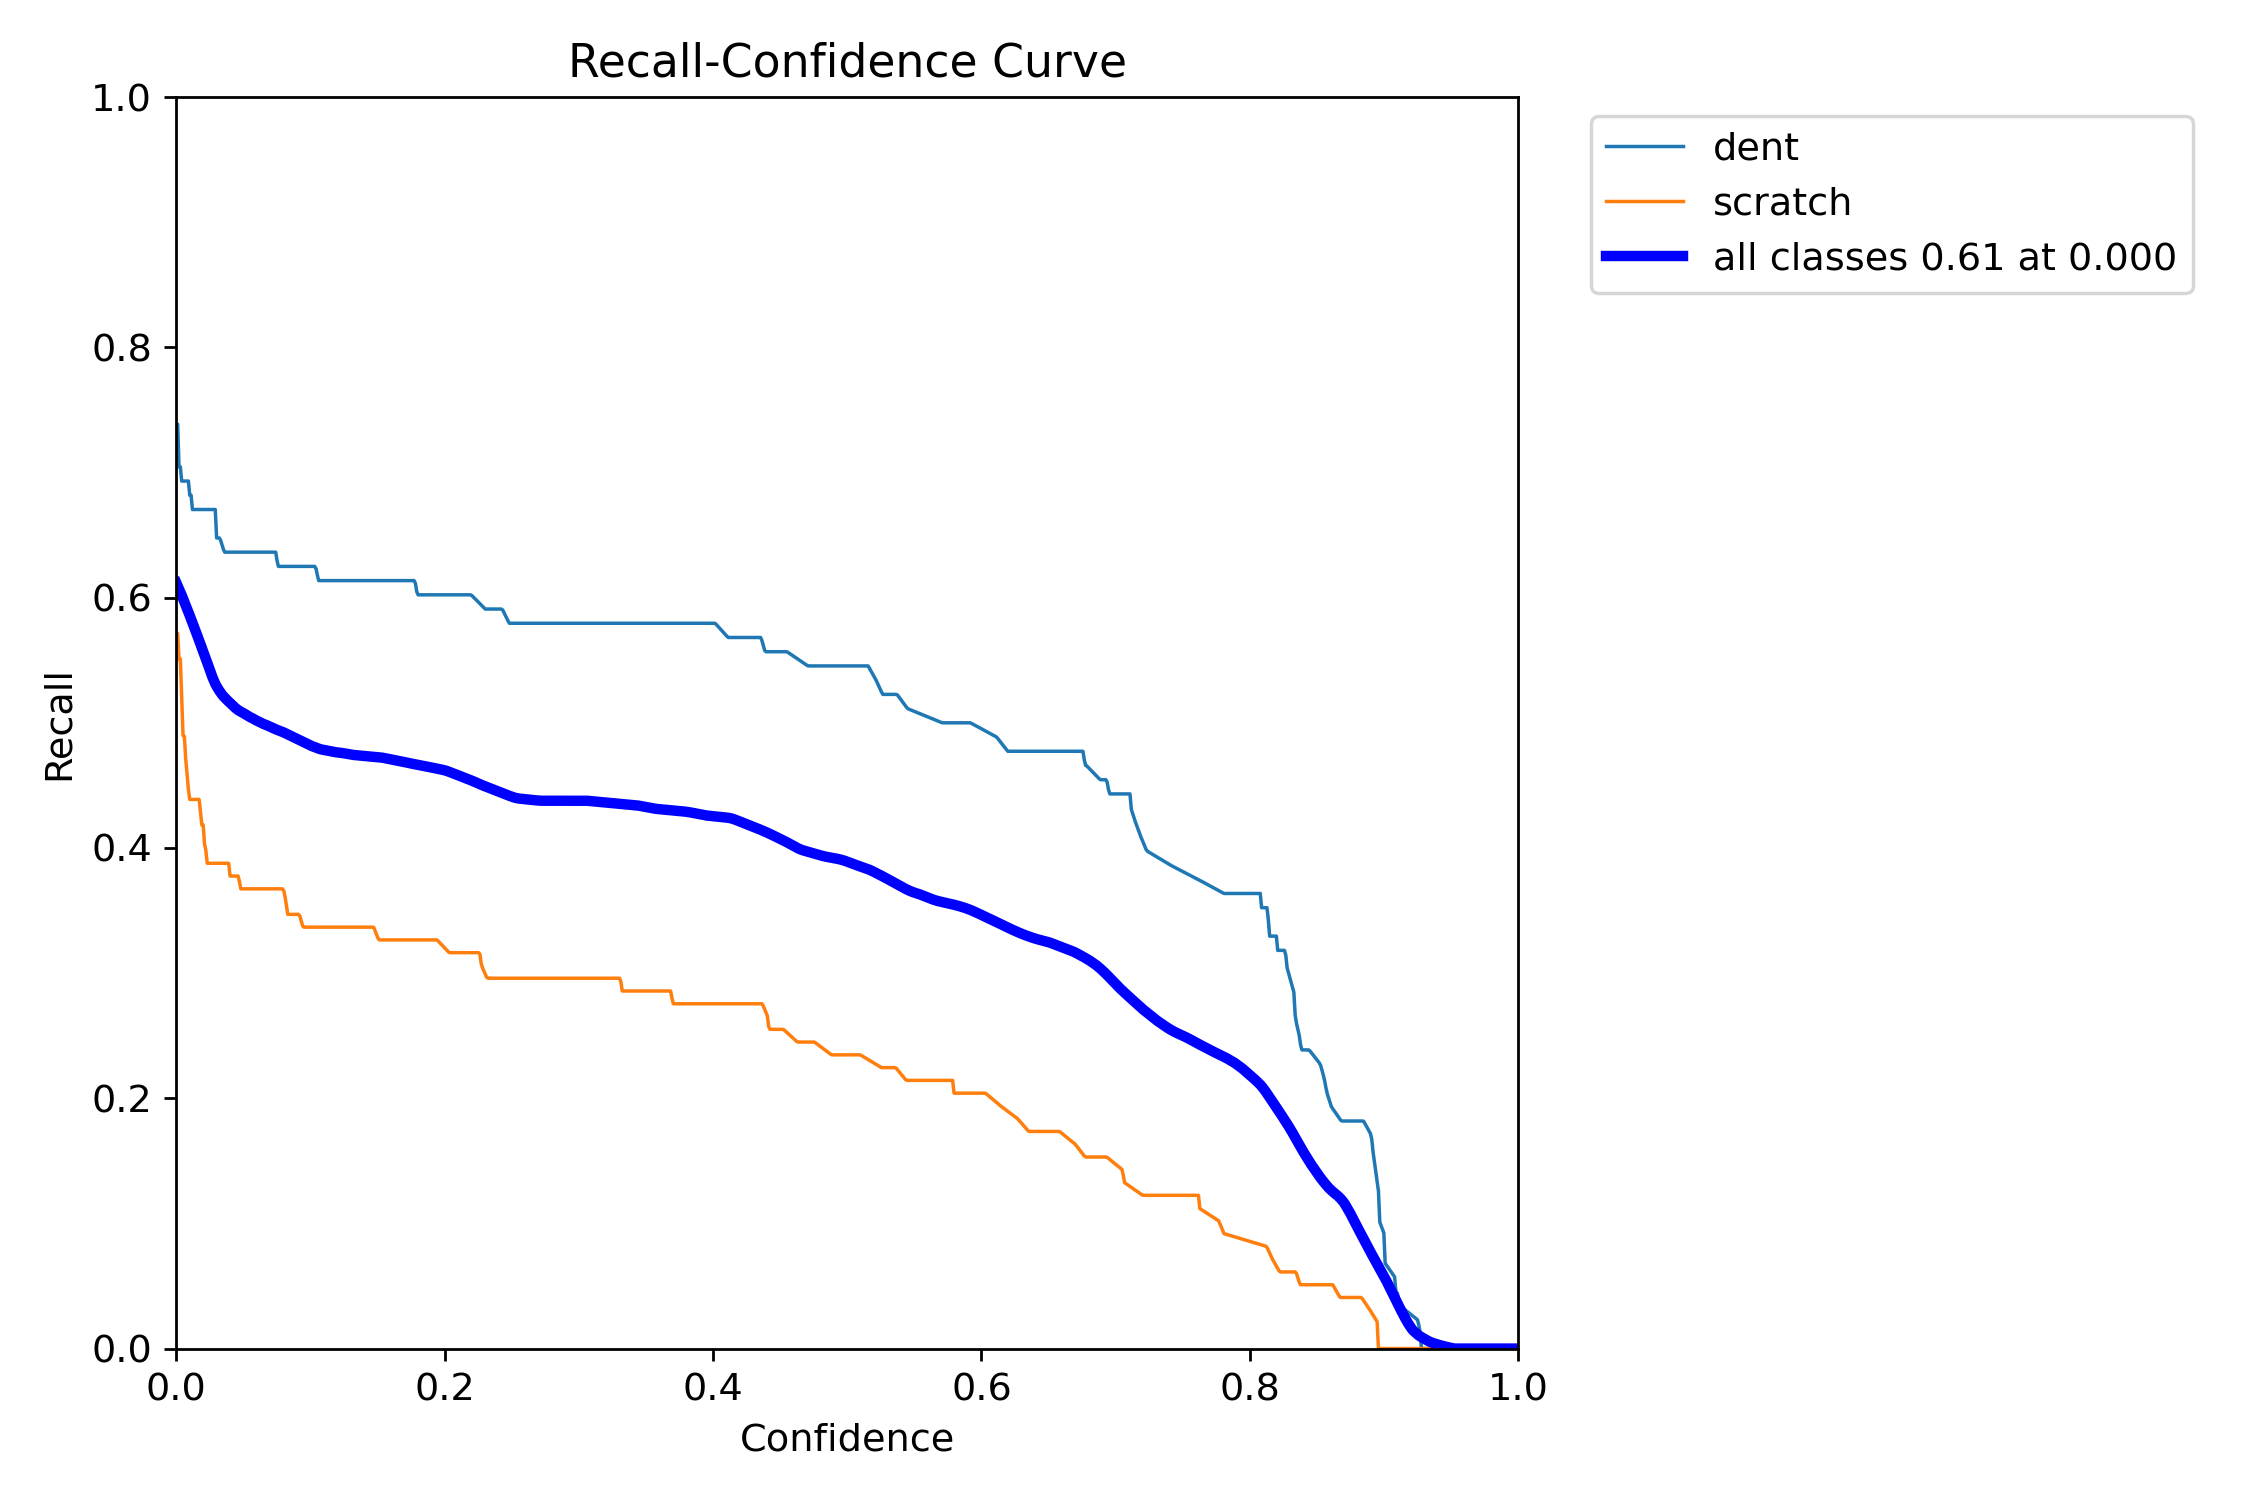 Recall-Confidence Curve
1.0
0.8
0.6
0.4
0.2
0.0
Recall
0.0 0.2 0.4 0.6 0.8 1.0
Confidence
dent
scratch
all classes 0.61 at 0.000